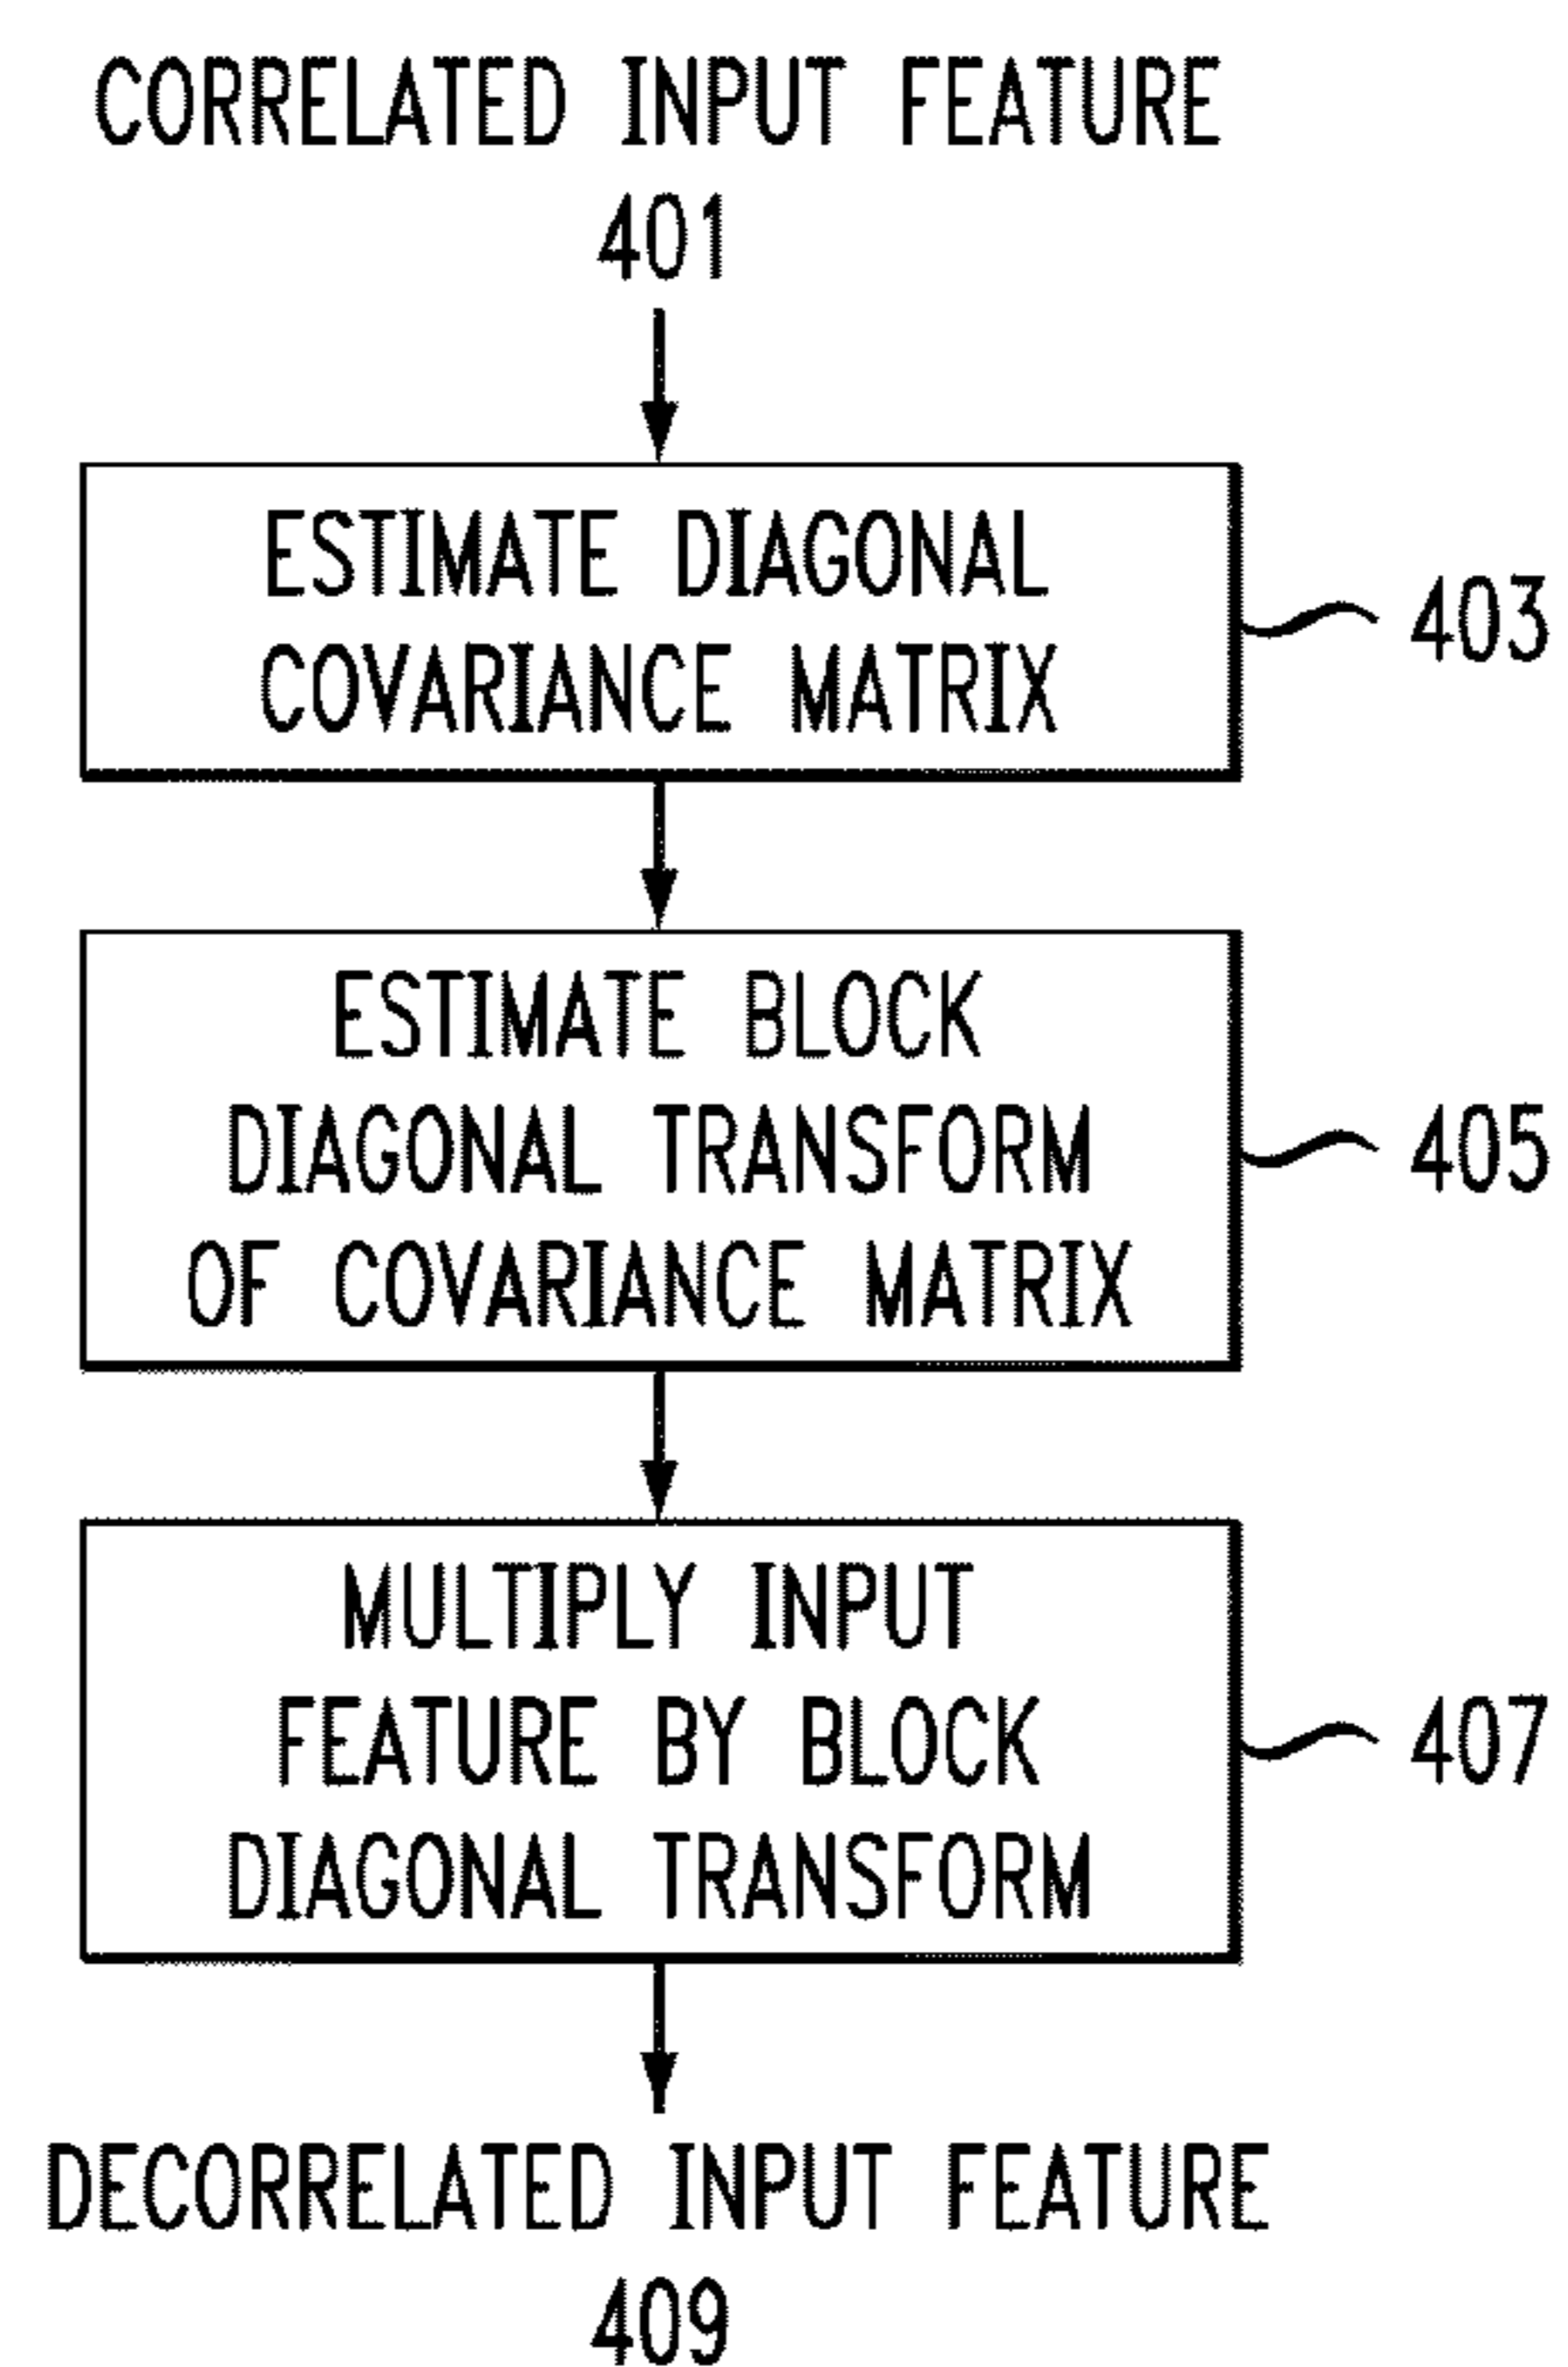 CORRELATED INPUT FEATURE
401
ESTIMATE DIAGONAL
COVARIANCE MATRIX
403
ESTIMATE BLOCK
DIAGONAL TRANSFORM
OF COVARIANCE MATRIX
405
MULTIPLY INPUT
FEATURE BY BLOCK
DIAGONAL TRANSFORM
407
DECORRELATED INPUT FEATURE
409